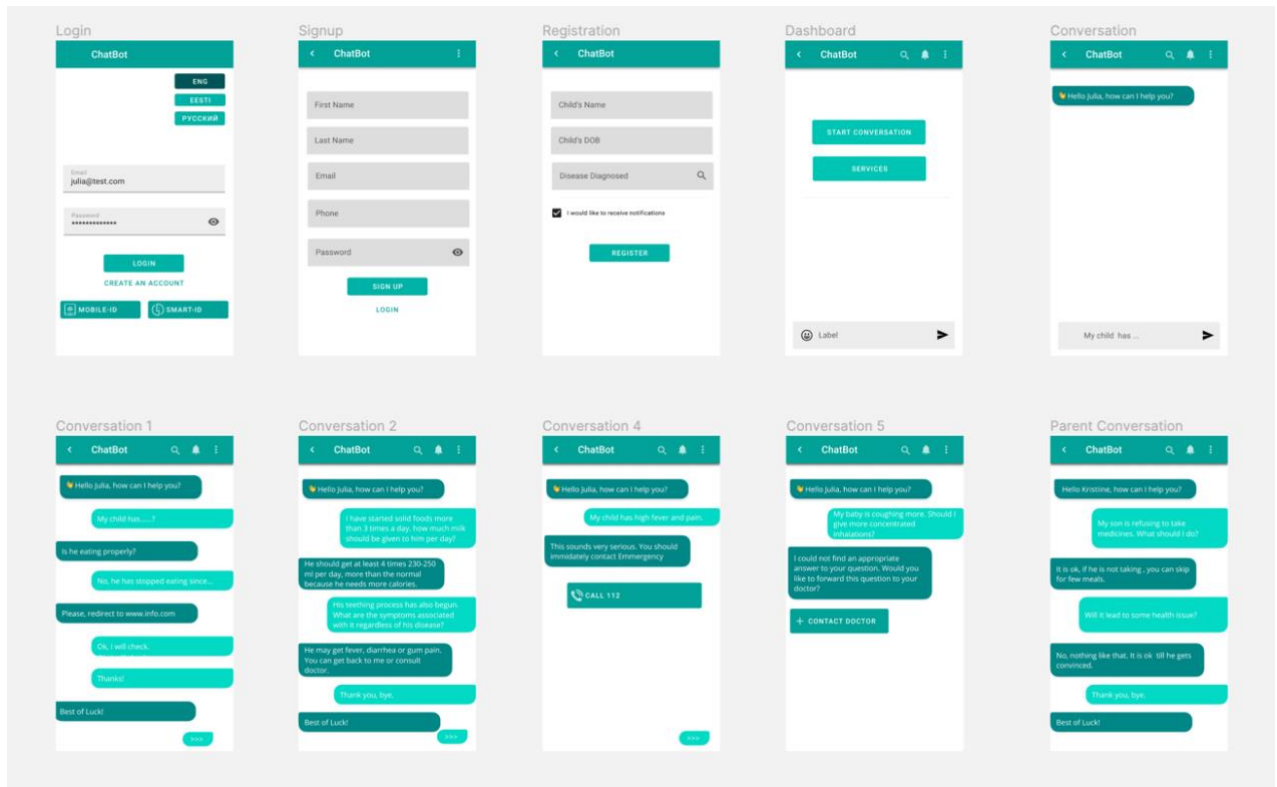 Login
ChatBot
ENG
EESTI
РУССКИЙ
Email
julia@test.com
Password
*************
LOGIN
CREATE AN ACCOUNT
MOBILE-ID
SMART-ID
Signup
ChatBot
First Name
Last Name
Email
Phone
Password
SIGN UP
LOGIN
Registration
ChatBot
Child's Name
Child's DOB
Disease Diagnosed
I would like to receive notifications
REGISTER
Dashboard
ChatBot
START CONVERSATION
SERVICES
Label
Conversation
ChatBot
👋 Hello Julia, how can I help you?
My child has ...
Conversation 1
ChatBot
👋 Hello Julia, how can I help you?
My child has......?
Is he eating properly?
No, he has stopped eating since...
Please, redirect to www.info.com
Ok, I will check.
Thanks!
Best of Luck!
>>>
Conversation 2
ChatBot
👋 Hello Julia, how can I help you?
I have started solid foods more
than 3 times a day, how much milk
should be given to him per day?
He should get at least 4 times 230-250
ml per day, more than the normal
because he needs more calories.
His teething process has also begun.
What are the symptoms associated
with it regardless of his disease?
He may get fever, diarrhea or gum pain.
You can get back to me or consult
doctor.
Thank you, bye.
Best of Luck!
>>>
Conversation 4
ChatBot
👋 Hello Julia, how can I help you?
My child has high fever and pain.
This sounds very serious. You should
immidately contact Emmergency
CALL 112
>>>
Conversation 5
ChatBot
👋 Hello Julia, how can I help you?
My baby is coughing more. Should I
give more concentrated
inhalations?
I could not find an appropriate
answer to your question. Would you
like to forward this question to your
doctor?
+ CONTACT DOCTOR
Parent Conversation
ChatBot
Hello Kristine, how can I help you?
My son is refusing to take
medicines. What should I do?
It is ok, if he is not taking , you can skip
for few meals.
Will it lead to some health issue?
No, nothing like that. It is ok till he gets
convinced.
Thank you, bye.
Best of Luck!